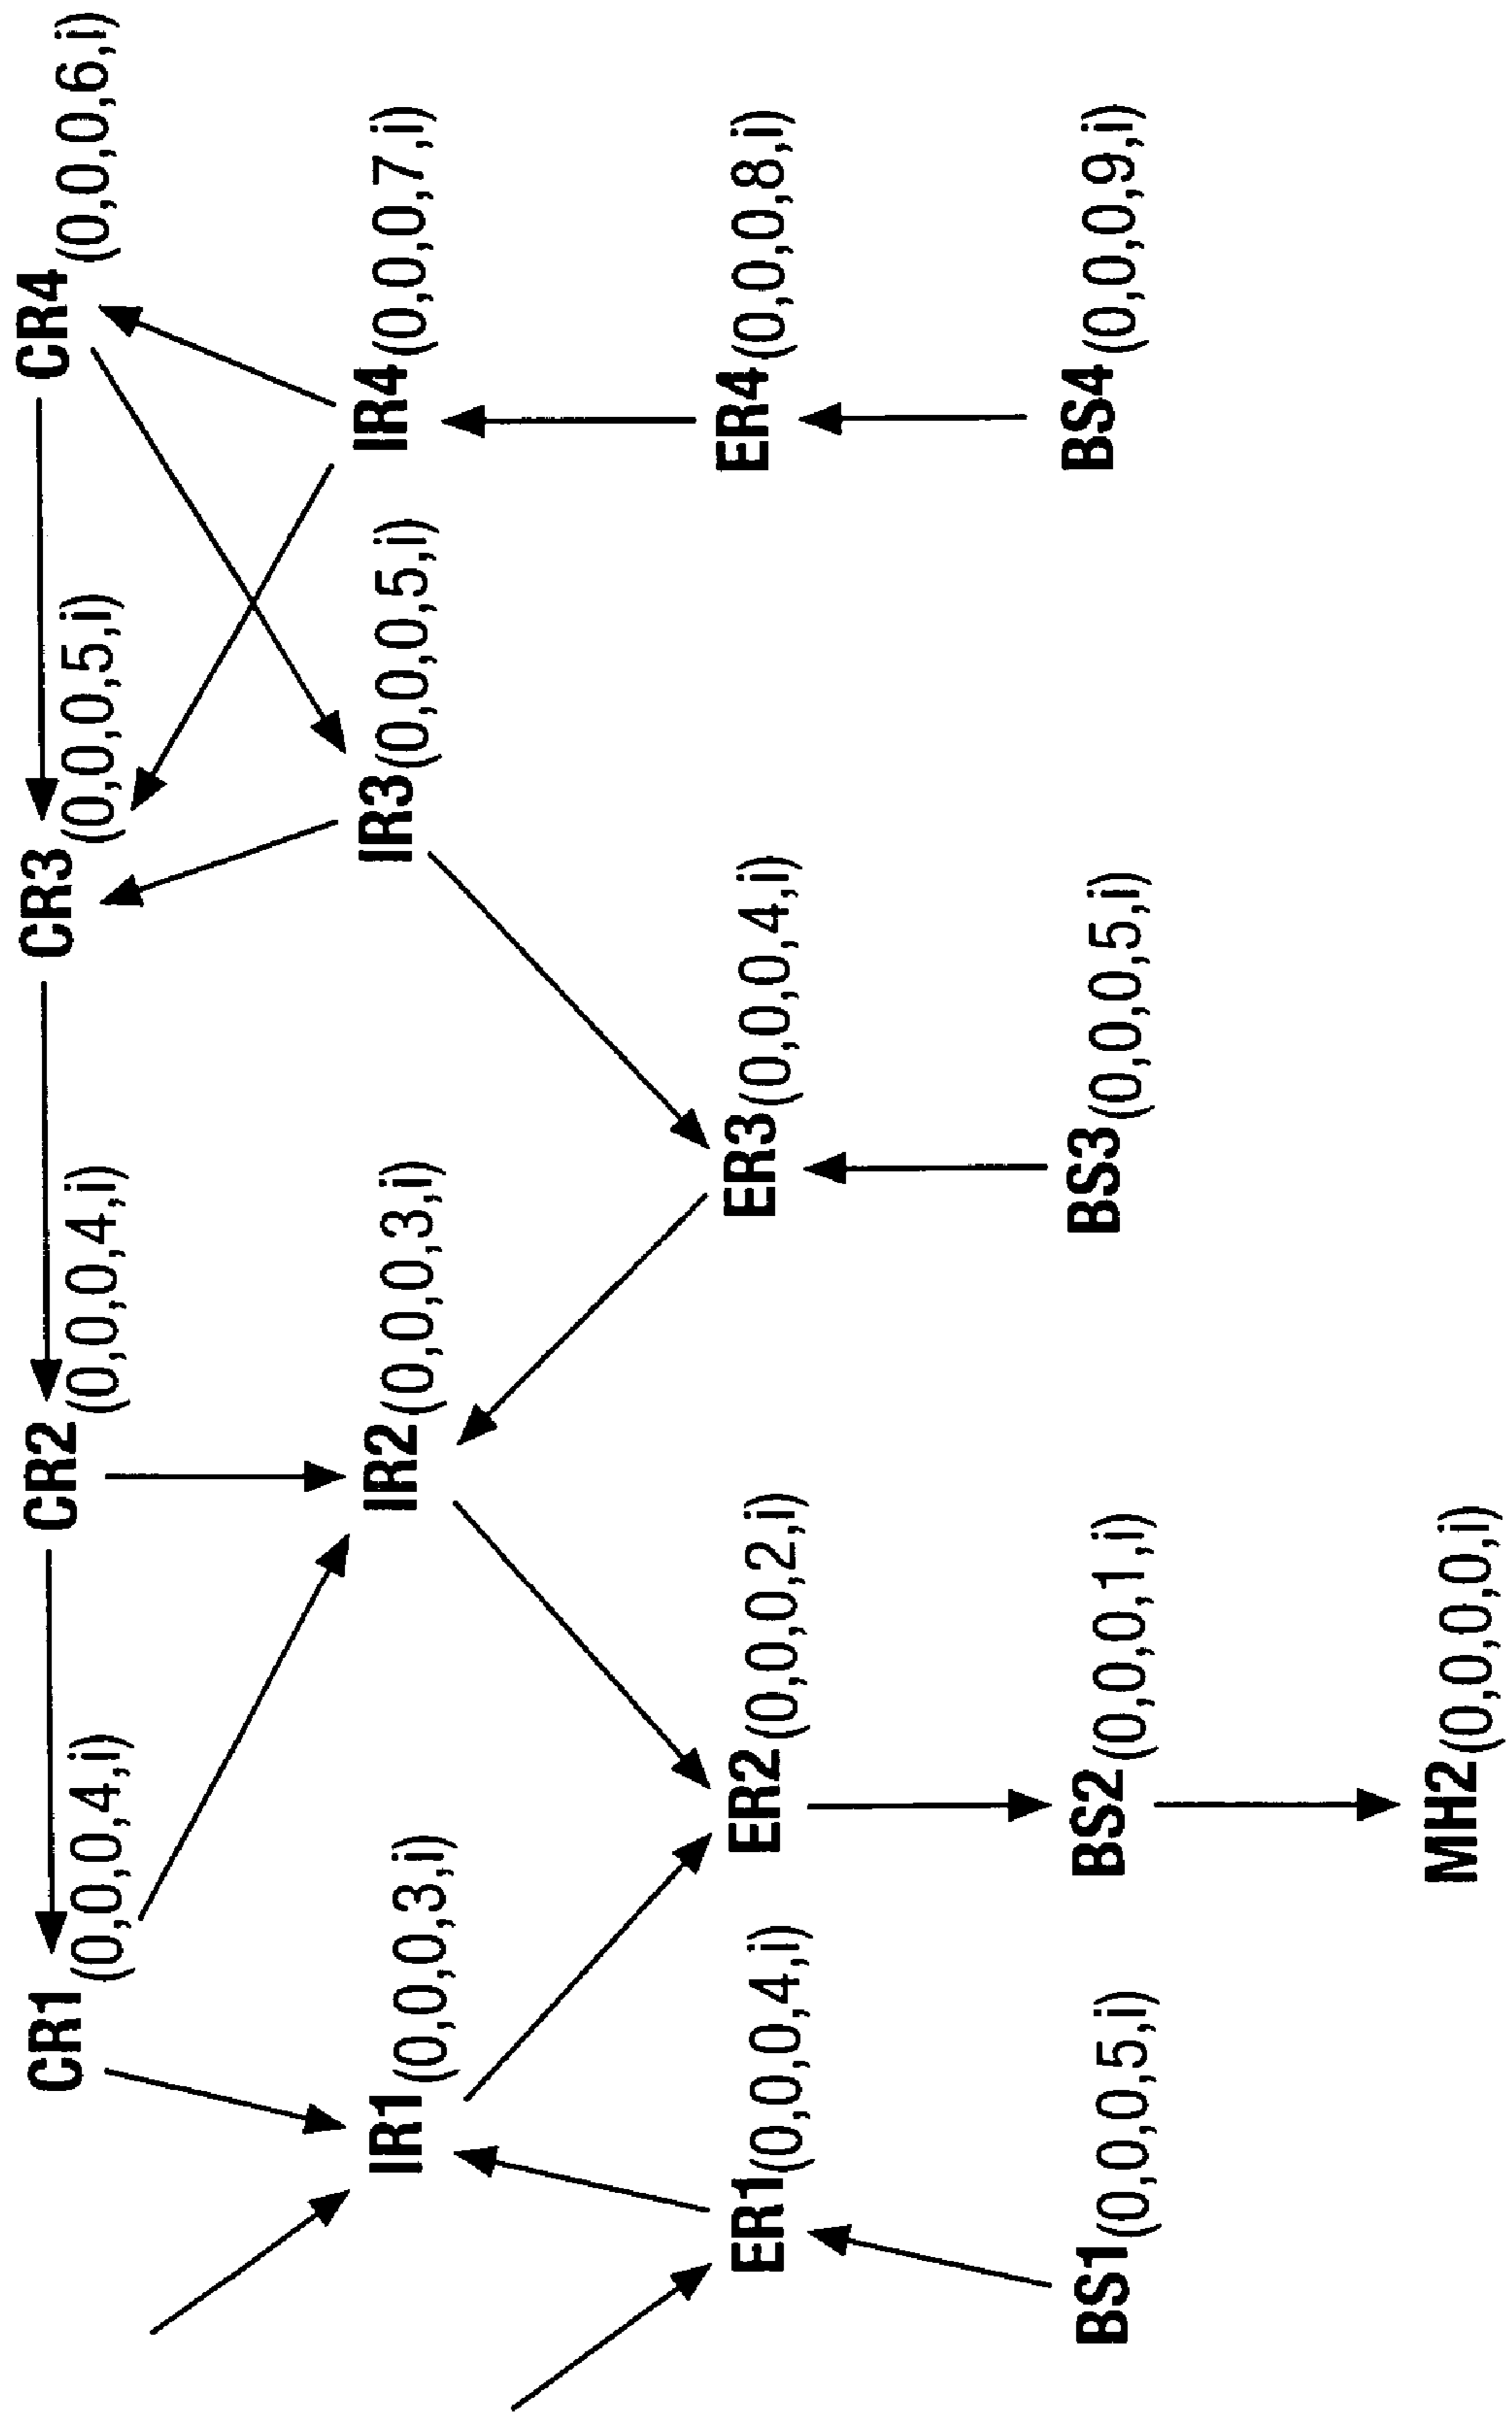 CR1 (0,0,0,4,i)
CR2 (0,0,0,4,i)
CR3 (0,0,0,5,i)
CR4 (0,0,0,6,i)
IR1 (0,0,0,3,i)
IR2 (0,0,0,3,i)
IR3 (0,0,0,5,i)
IR4 (0,0,0,7,i)
ER1 (0,0,0,4,i)
ER2 (0,0,0,2,i)
ER3 (0,0,0,4,i)
ER4 (0,0,0,8,i)
BS1 (0,0,0,5,i)
BS2 (0,0,0,1,i)
BS3 (0,0,0,5,i)
BS4 (0,0,0,9,i)
MH2 (0,0,0,0,i)